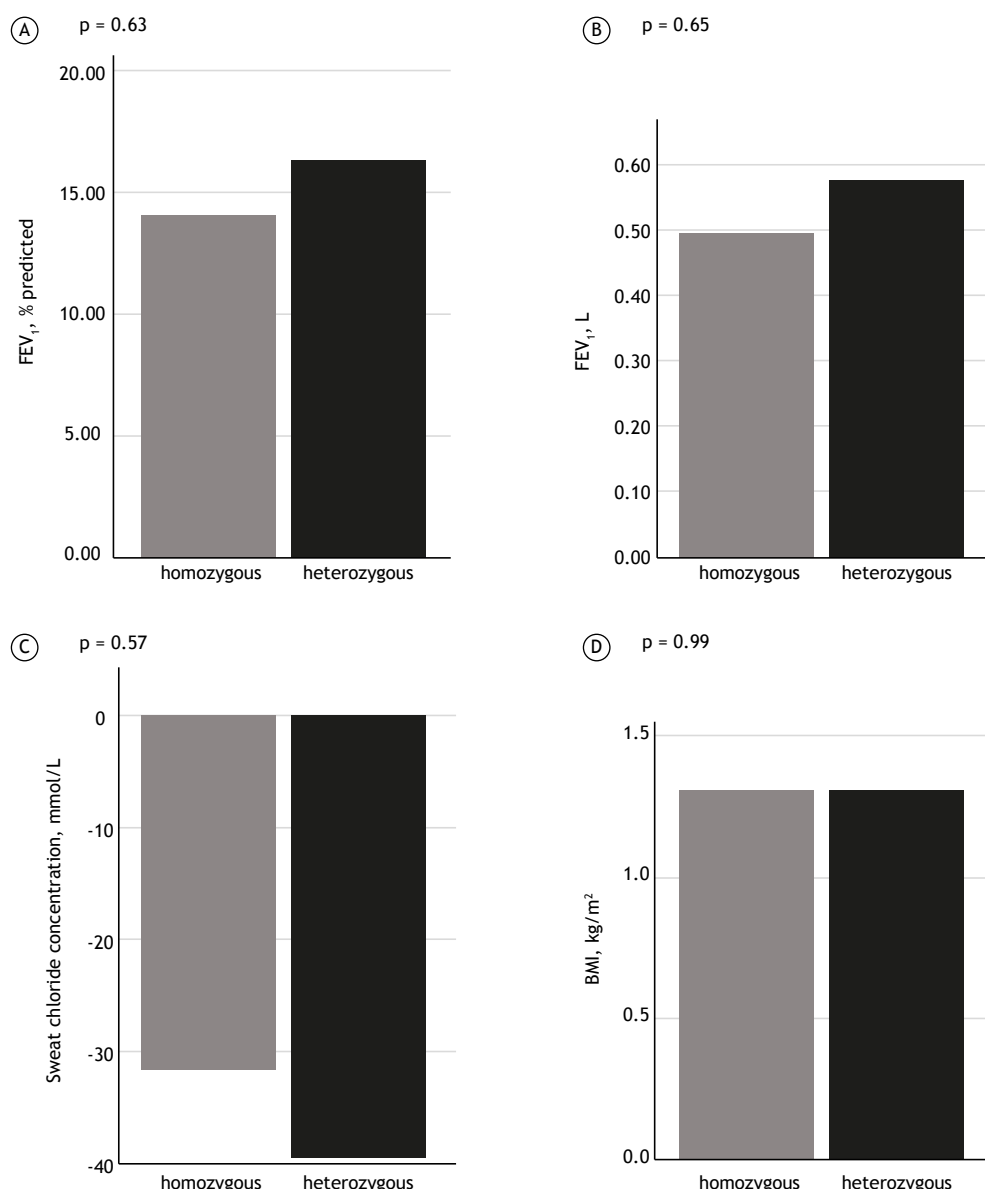 A p = 0.63
20.00
15.00
10.00
5.00
0.00
FEV₁, % predicted
homozygous heterozygous
B p = 0.65
0.60
0.50
0.40
0.30
0.20
0.10
0.00
FEV₁, L
homozygous heterozygous
C p = 0.57
0
-10
-20
-30
-40
Sweat chloride concentration, mmol/L
homozygous heterozygous
D p = 0.99
1.5
1.0
0.5
0.0
BMI, kg/m²
homozygous heterozygous